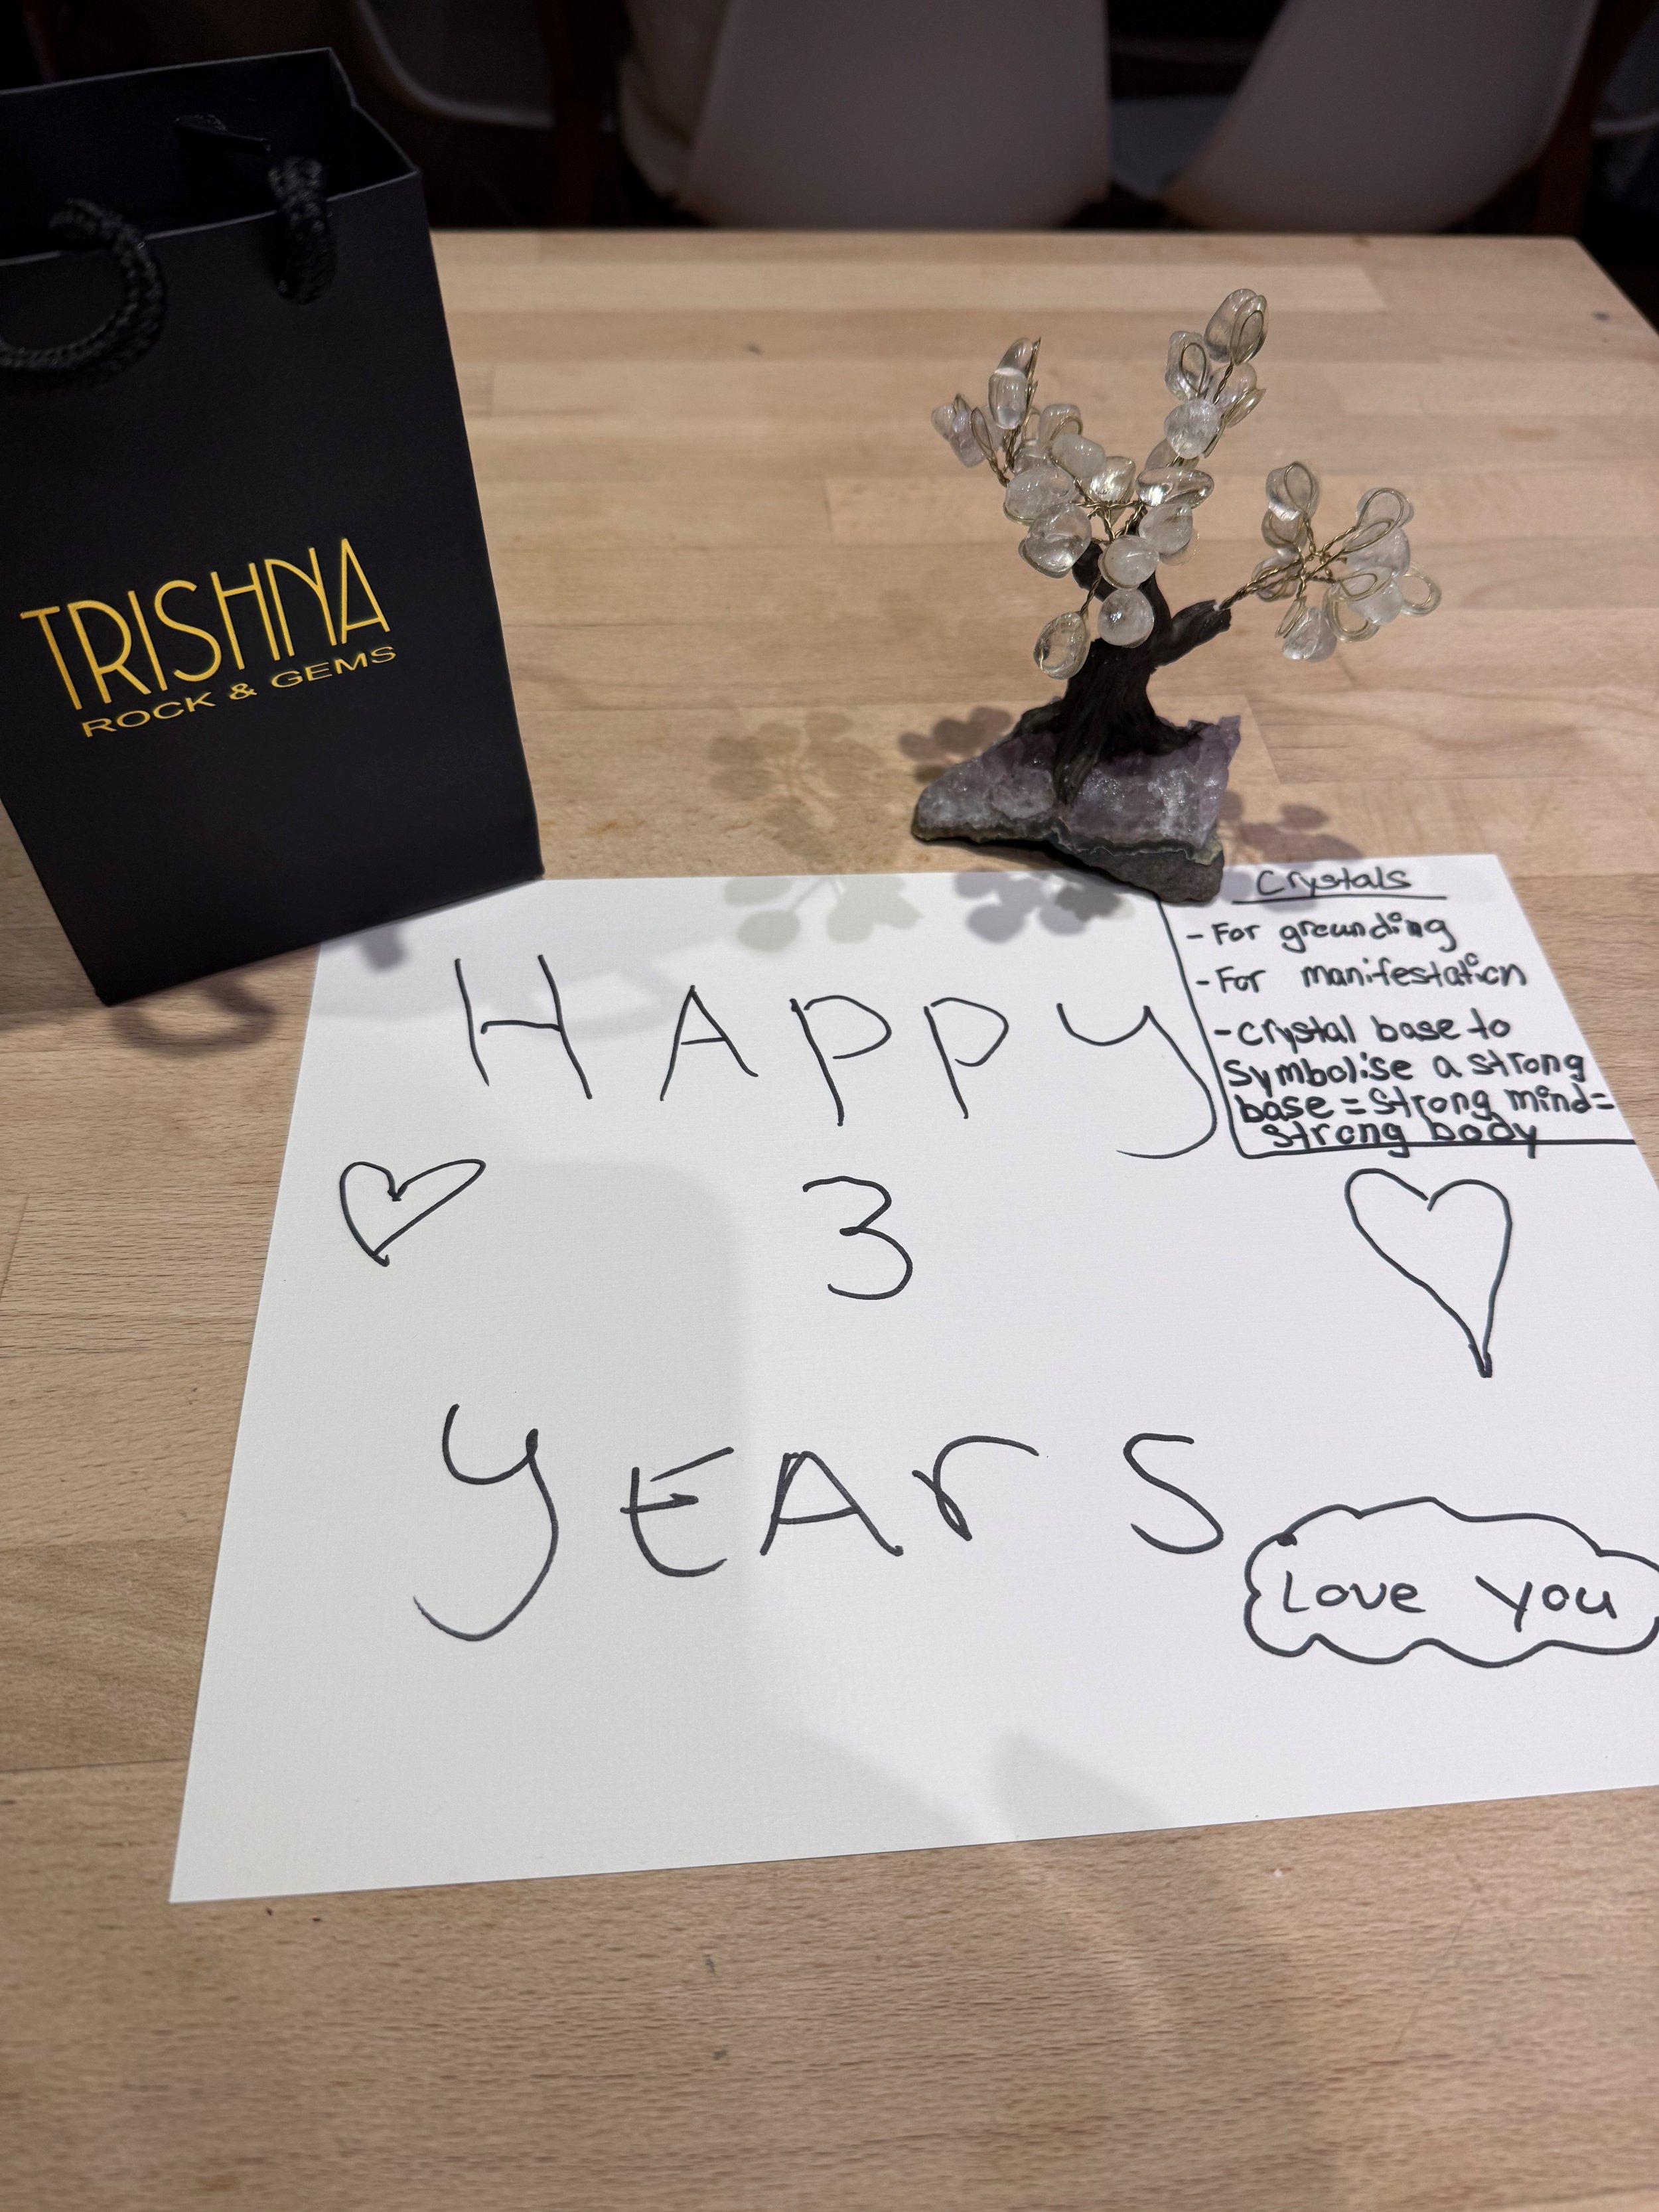 TRISHNA
ROCK & GEMS
Crystals
- For grounding
- For manifestation
- Crystal base to
symbolise a strong
base = strong mind =
strong body
HAPPY
3
YEArS
Love you